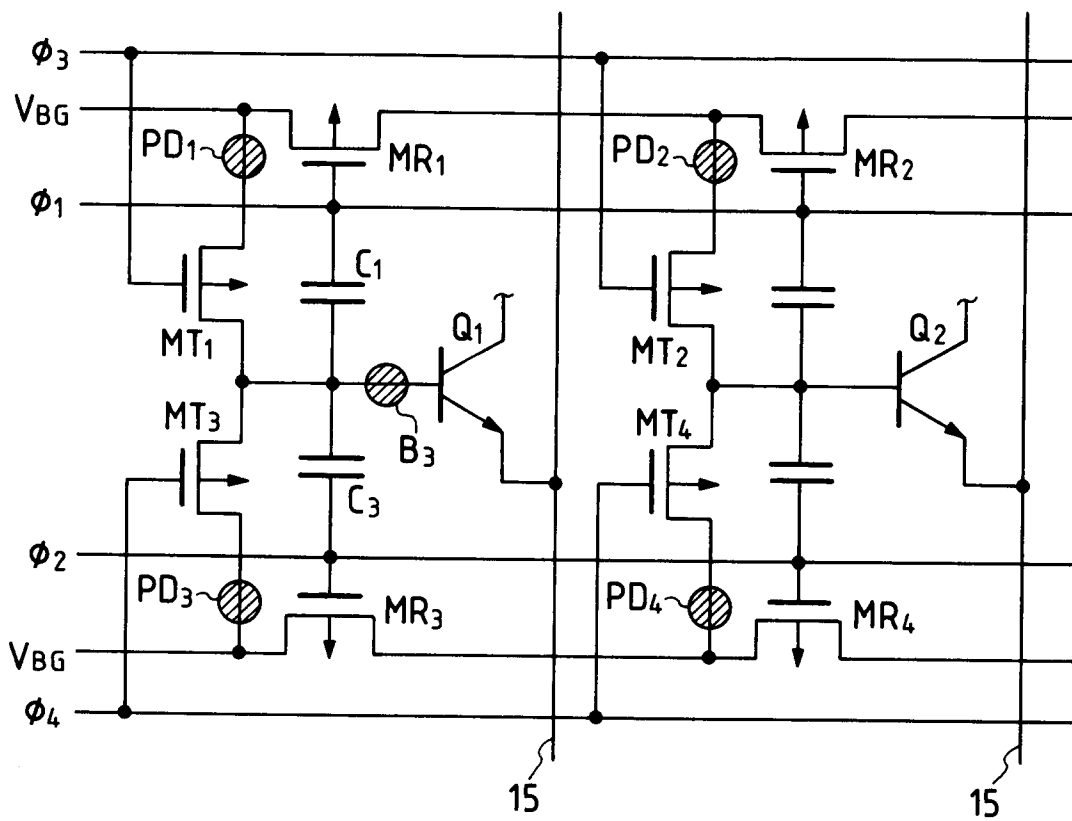 Φ3
VBG
PD1
MR1
PD2
MR2
Φ1
C1
MT1
Q1
MT2
Q2
MT3
B3
MT4
C3
Φ2
PD3
MR3
PD4
MR4
VBG
Φ4
15
15